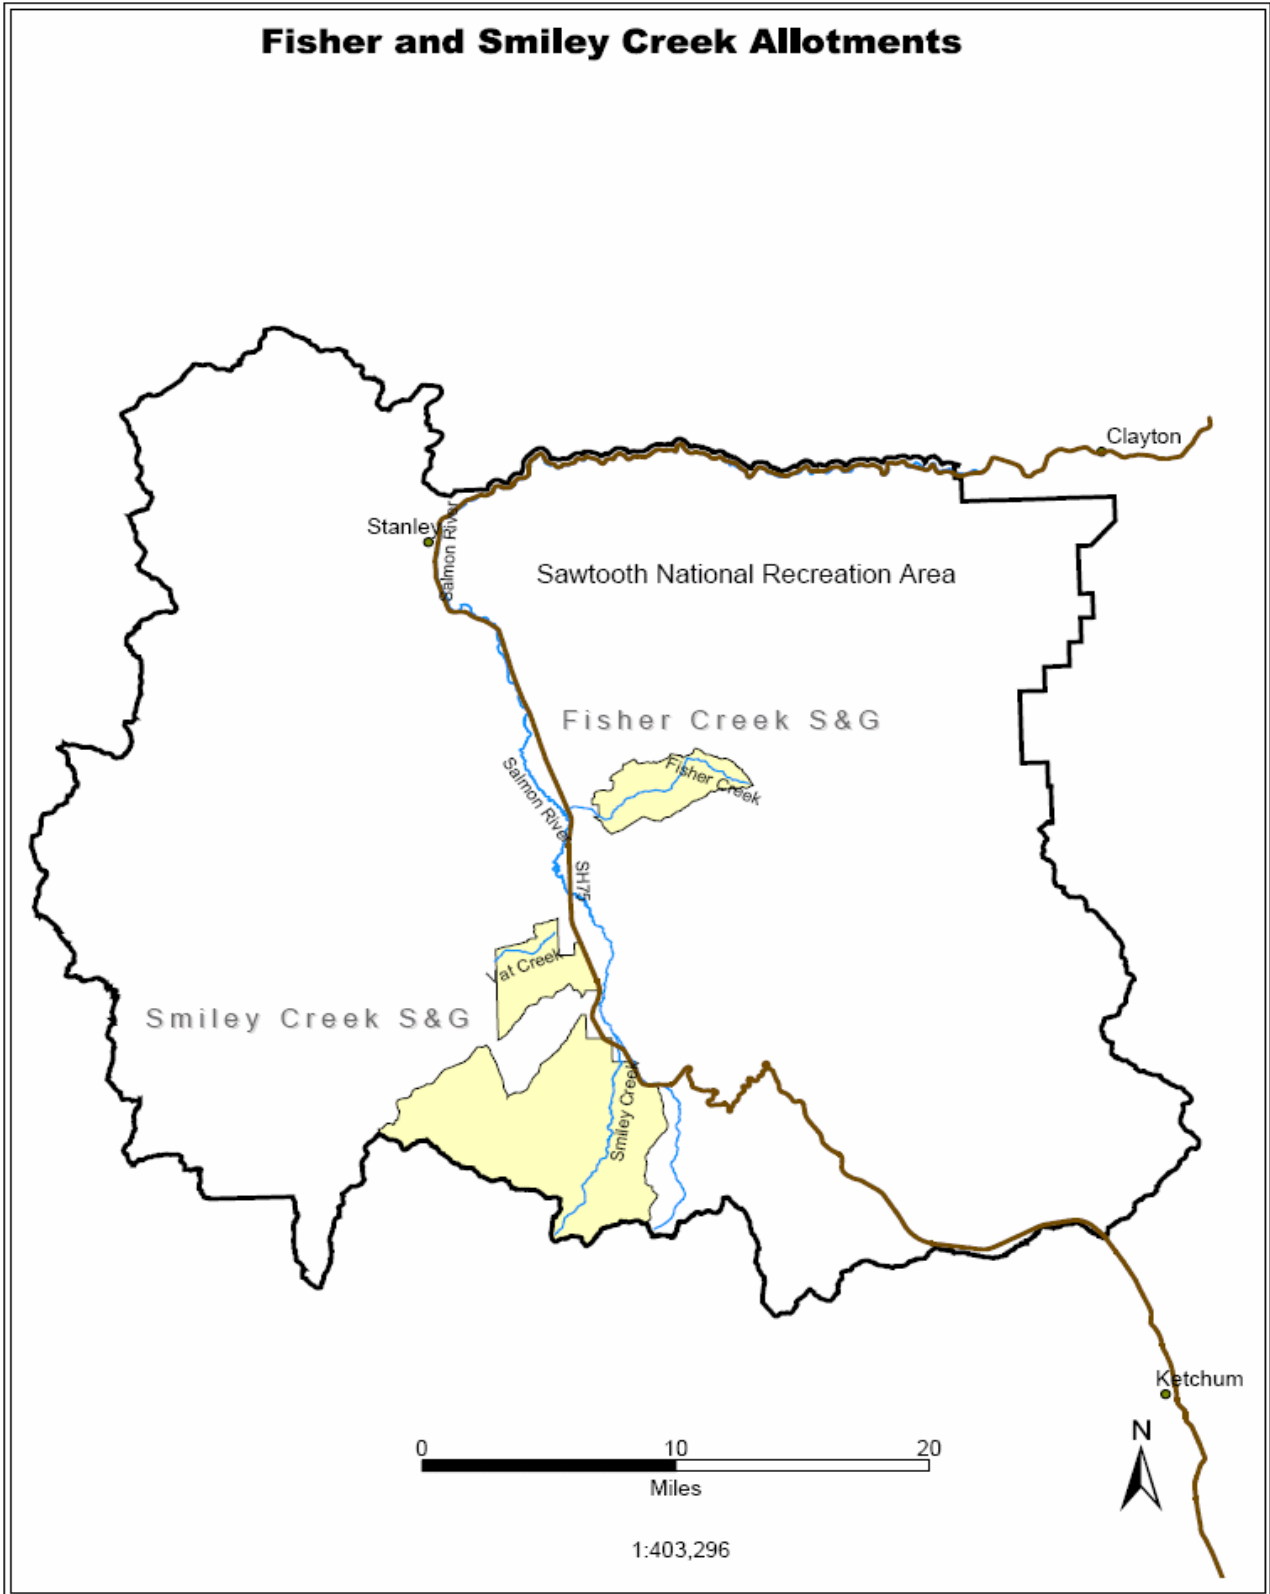 Fisher and Smiley Creek Allotments
Clayton
Stanley
Salmon River
Sawtooth National Recreation Area
Fisher Creek S&G
Fisher Creek
Salmon River
SH75
Vat Creek
Smiley Creek S&G
Smiley Creek
Ketchum
0 10 20
Miles
N
1:403,296